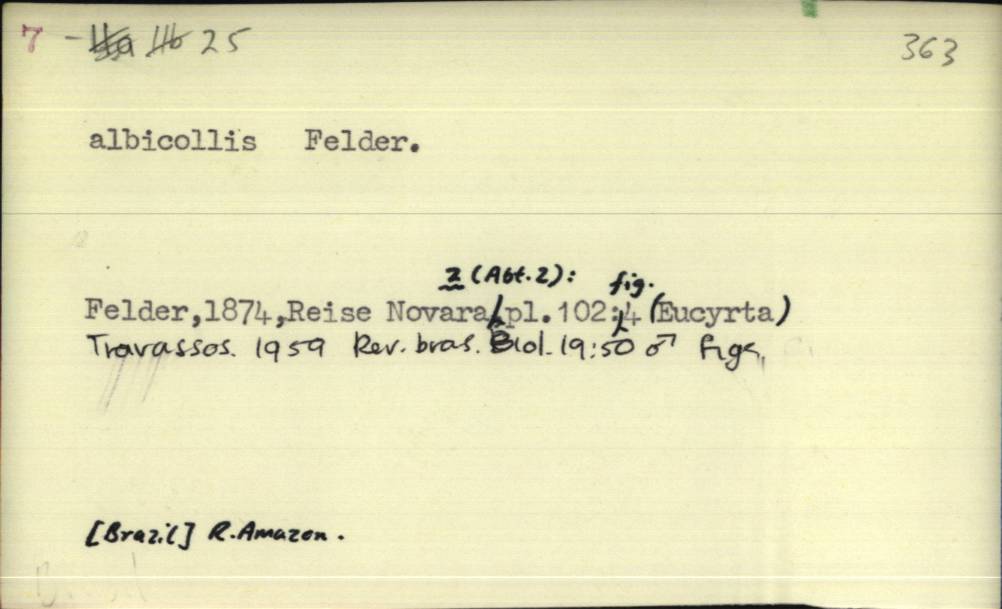 7 - 11a 11b 25 363
albicollis Felder.
2 (Abt.2): fig.
Felder,1874,Reise Novara, pl.102:4 (Eucyrta)
Travassos. 1959 Rev. bras. Biol. 19:50 ♂ figs,
[Brazil] R. Amazon.